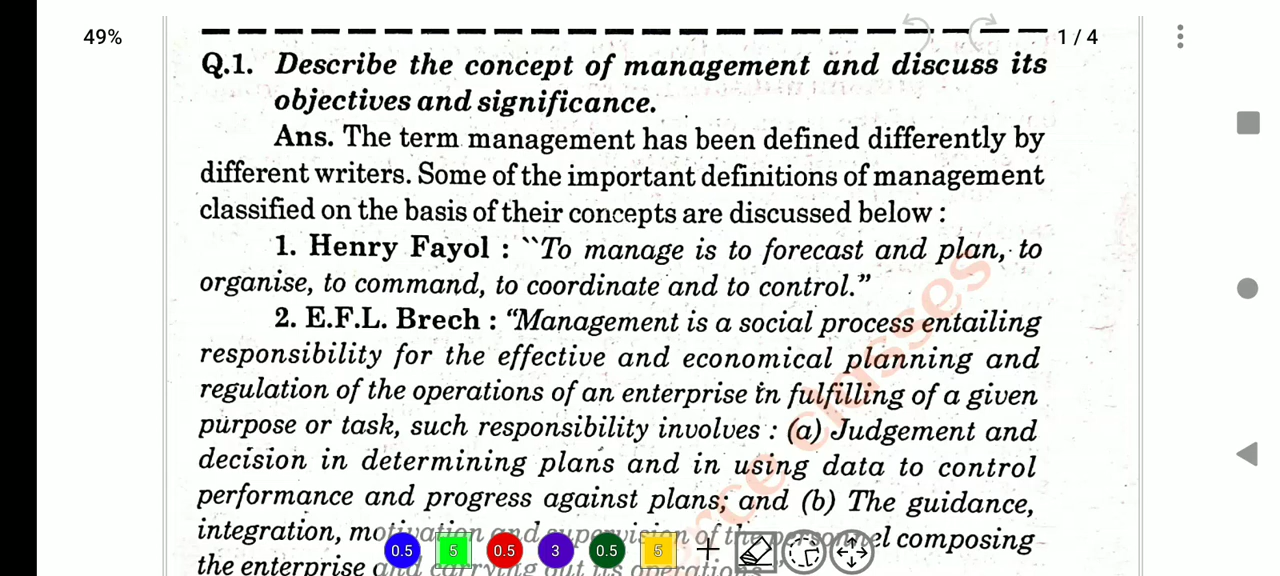 49%
1 / 4
Q.1. Describe the concept of management and discuss its
objectives and significance.
Ans. The term management has been defined differently by
different writers. Some of the important definitions of management
classified on the basis of their concepts are discussed below :
1. Henry Fayol : ``To manage is to forecast and plan, to
organise, to command, to coordinate and to control.”
2. E.F.L. Brech : “Management is a social process entailing
responsibility for the effective and economical planning and
regulation of the operations of an enterprise in fulfilling of a given
purpose or task, such responsibility involves : (a) Judgement and
decision in determining plans and in using data to control
performance and progress against plans; and (b) The guidance,
integration, motivation and supervision of the personnel composing
the enterprise and carrying out its operations
rce classes
0.5 5 0.5 3 0.5 5